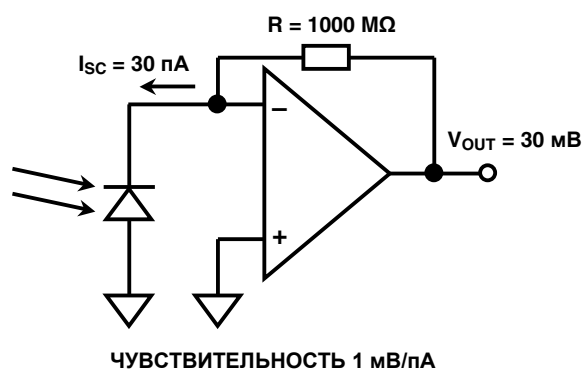 R = 1000 MΩ
I_SC = 30 пА
V_OUT = 30 мВ
–
+
ЧУВСТВИТЕЛЬНОСТЬ 1 мВ/пА